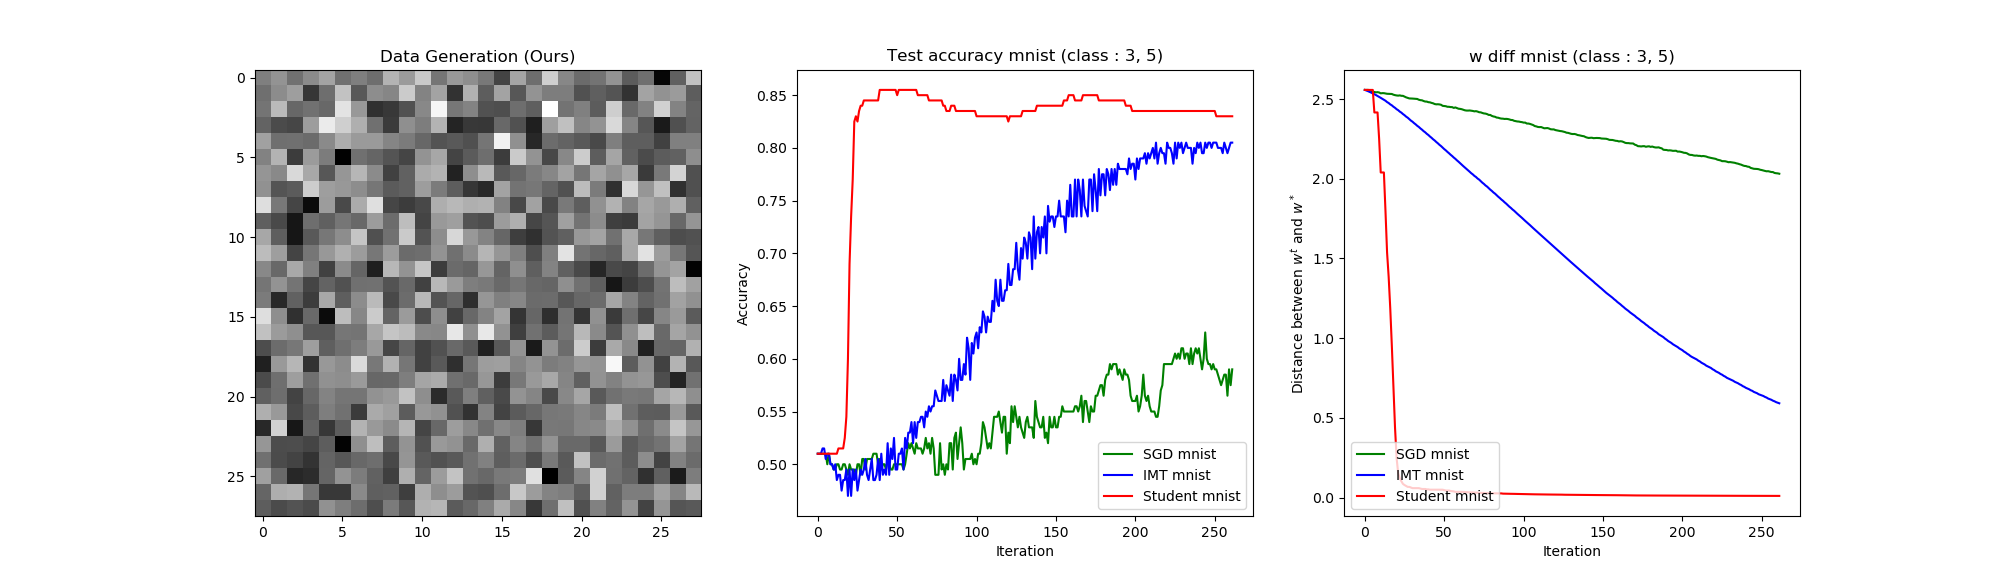 Data Generation (Ours)
0
5
10
15
20
25
0 5 10 15 20 25
Test accuracy mnist (class : 3, 5)
Accuracy
0.85
0.80
0.75
0.70
0.65
0.60
0.55
0.50
SGD mnist
IMT mnist
Student mnist
0 50 100 150 200 250
Iteration
w diff mnist (class : 3, 5)
Distance between w^t and w^*
2.5
2.0
1.5
1.0
0.5
0.0
SGD mnist
IMT mnist
Student mnist
0 50 100 150 200 250
Iteration